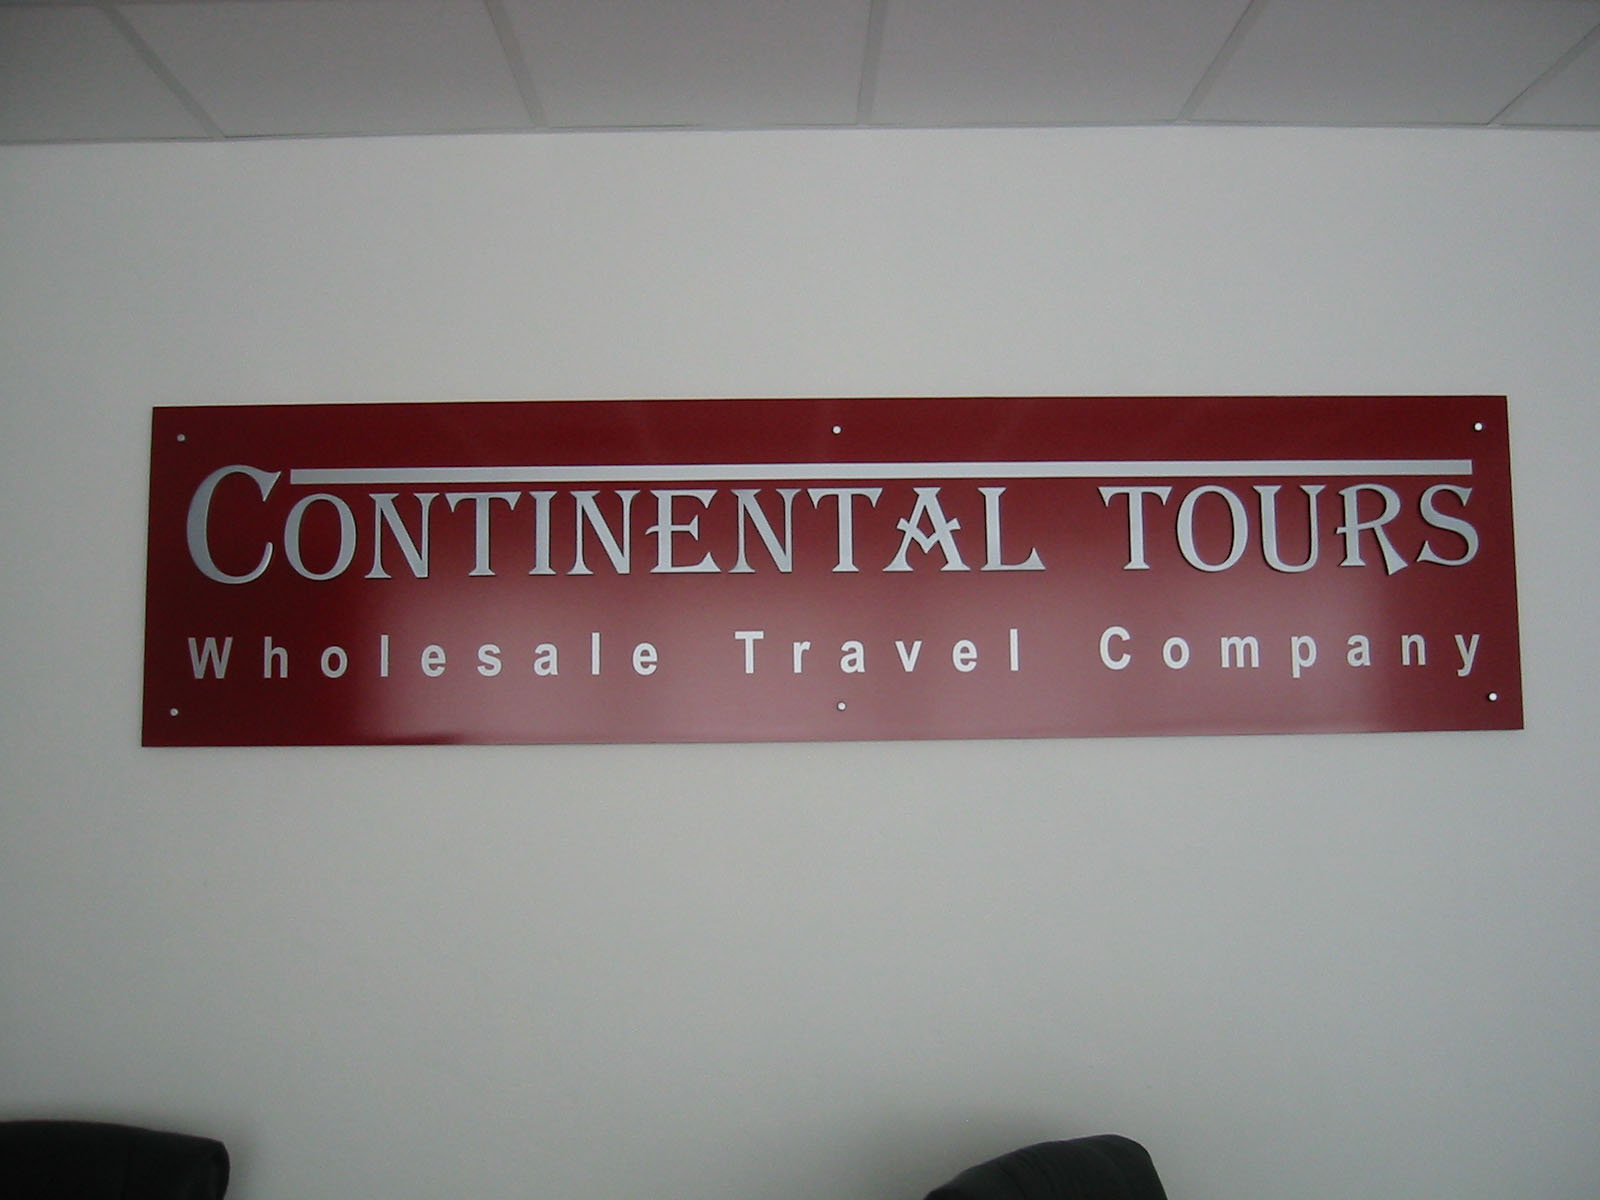 CONTINENTAL TOURS
Wholesale Travel Company